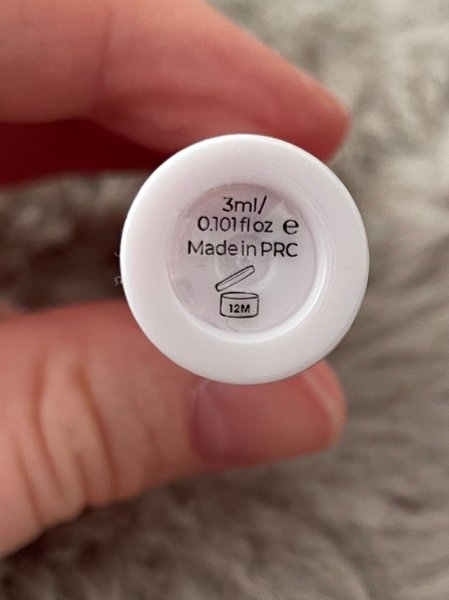 3ml/
0.101 fl oz ℮
Made in PRC
12M